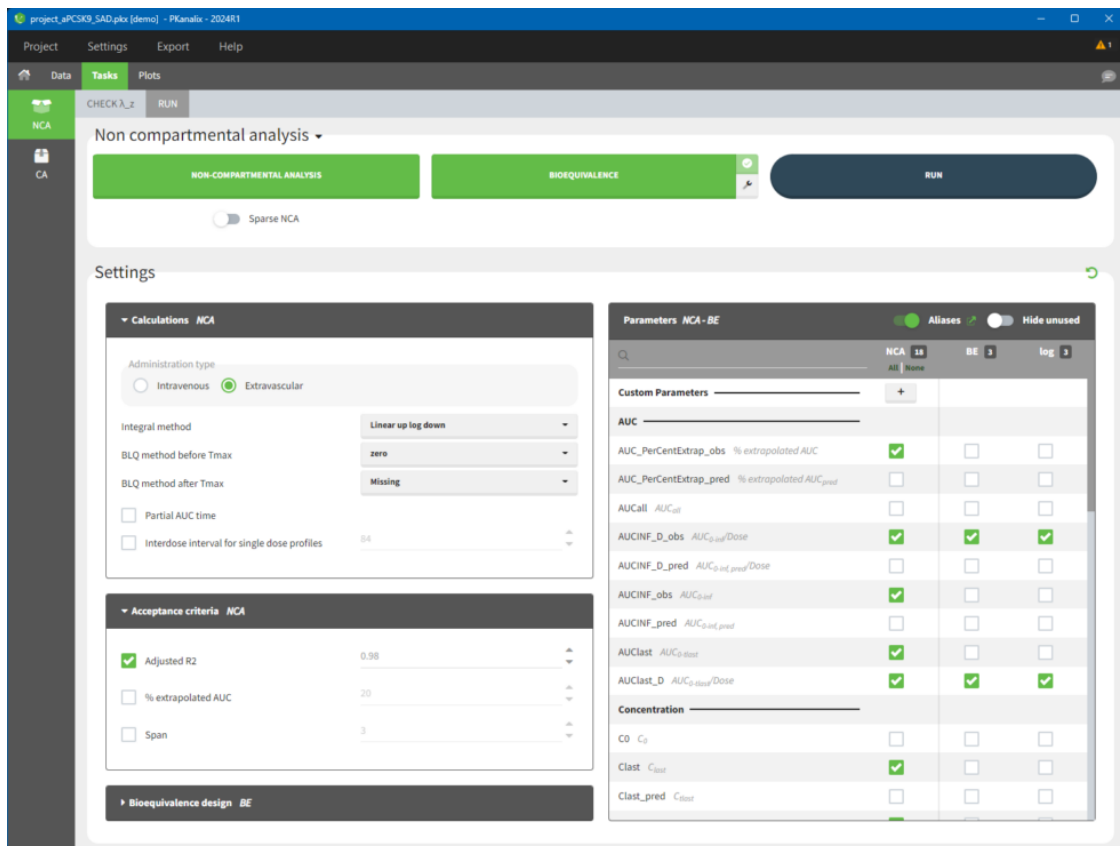 project_aPCSK9_SAD.pkx [demo] - PKanalix - 2024R1
Project Settings Export Help 1
Data Tasks Plots
CHECK λ_z RUN
NCA
CA
Non compartmental analysis
NON-COMPARTMENTAL ANALYSIS BIOEQUIVALENCE RUN
Sparse NCA
Settings
Calculations NCA
Administration type
Intravenous Extravascular
Integral method Linear up log down
BLQ method before Tmax zero
BLQ method after Tmax Missing
Partial AUC time
Interdose interval for single dose profiles 84
Acceptance criteria NCA
Adjusted R2 0.98
% extrapolated AUC 20
Span 3
Bioequivalence design BE
Parameters NCA - BE Aliases Hide unused
NCA 18 BE 3 log 3
All | None
Custom Parameters +
AUC
AUC_PerCentExtrap_obs % extrapolated AUC
AUC_PerCentExtrap_pred % extrapolated AUCpred
AUCall AUCall
AUCINF_D_obs AUC0-inf/Dose
AUCINF_D_pred AUC0-inf_pred/Dose
AUCINF_obs AUC0-inf
AUCINF_pred AUC0-inf_pred
AUClast AUC0-tlast
AUClast_D AUC0-tlast/Dose
Concentration
C0 C0
Clast Clast
Clast_pred Ctlast